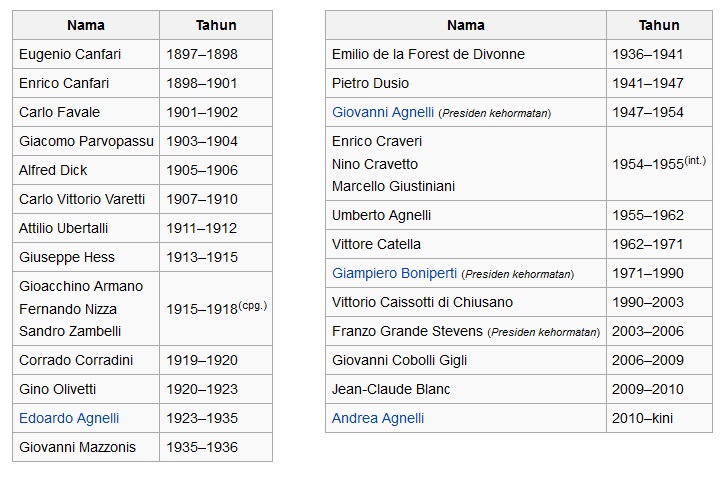 Nama Tahun
Eugenio Canfari 1897–1898
Enrico Canfari 1898–1901
Carlo Favale 1901–1902
Giacomo Parvopassu 1903–1904
Alfred Dick 1905–1906
Carlo Vittorio Varetti 1907–1910
Attilio Ubertalli 1911–1912
Giuseppe Hess 1913–1915
Gioacchino Armano
Fernando Nizza 1915–1918(cpg.)
Sandro Zambelli
Corrado Corradini 1919–1920
Gino Olivetti 1920–1923
Edoardo Agnelli 1923–1935
Giovanni Mazzonis 1935–1936
Nama Tahun
Emilio de la Forest de Divonne 1936–1941
Pietro Dusio 1941–1947
Giovanni Agnelli (Presiden kehormatan) 1947–1954
Enrico Craveri
Nino Cravetto 1954–1955(int.)
Marcello Giustiniani
Umberto Agnelli 1955–1962
Vittore Catella 1962–1971
Giampiero Boniperti (Presiden kehormatan) 1971–1990
Vittorio Caissotti di Chiusano 1990–2003
Franzo Grande Stevens (Presiden kehormatan) 2003–2006
Giovanni Cobolli Gigli 2006–2009
Jean-Claude Blanc 2009–2010
Andrea Agnelli 2010–kini